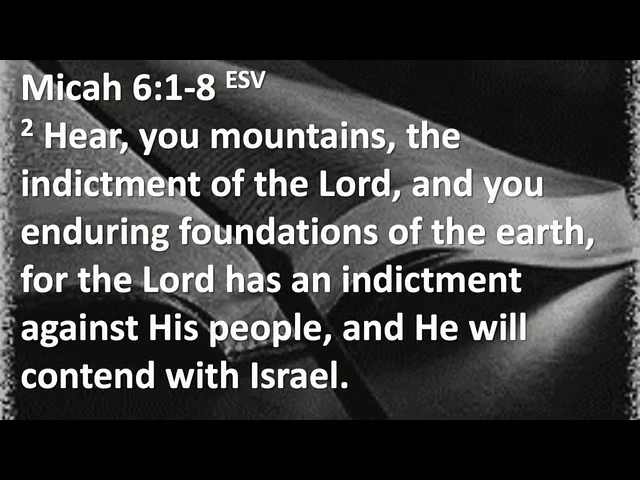 Micah 6:1-8 ESV
2 Hear, you mountains, the
indictment of the Lord, and you
enduring foundations of the earth,
for the Lord has an indictment
against His people, and He will
contend with Israel.